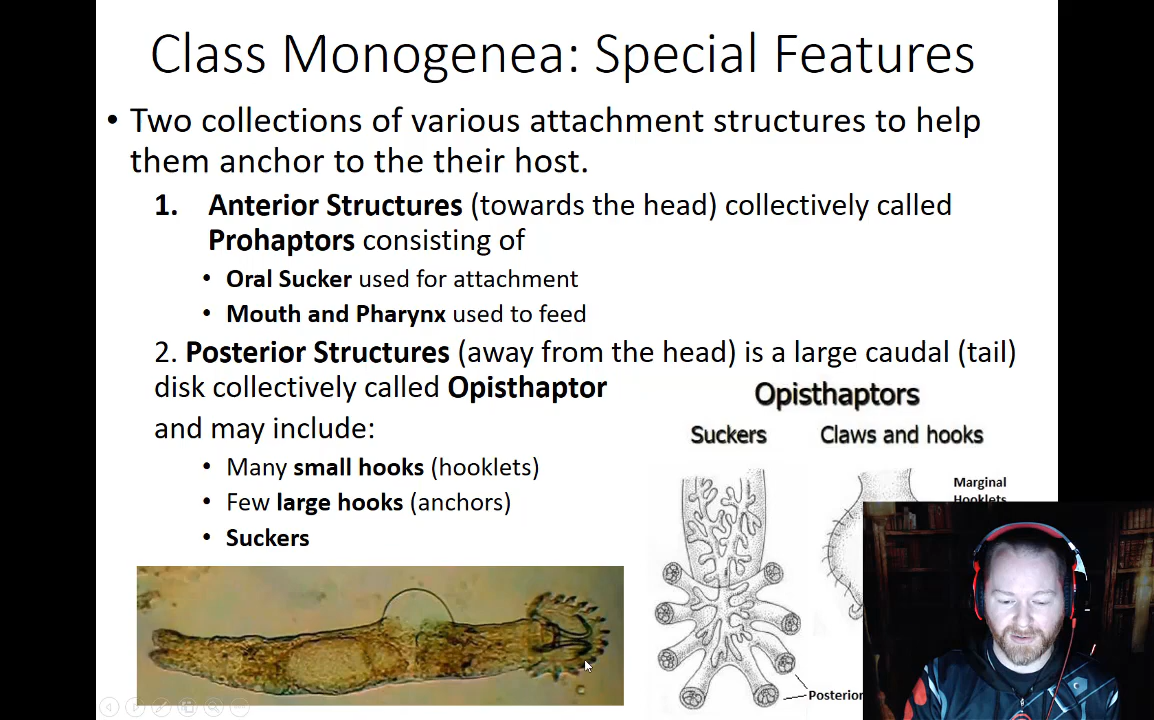 Class Monogenea: Special Features
• Two collections of various attachment structures to help
them anchor to the their host.
1. Anterior Structures (towards the head) collectively called
Prohaptors consisting of
• Oral Sucker used for attachment
• Mouth and Pharynx used to feed
2. Posterior Structures (away from the head) is a large caudal (tail)
disk collectively called Opisthaptor
and may include:
• Many small hooks (hooklets)
• Few large hooks (anchors)
• Suckers
Opisthaptors
Suckers
Claws and hooks
Marginal
Hooklets
Posterior